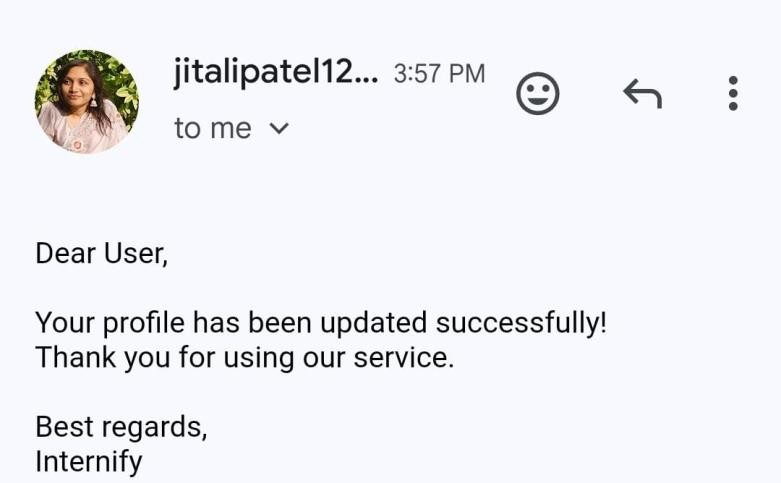 jitalipatel12... 3:57 PM
to me
Dear User,
Your profile has been updated successfully!
Thank you for using our service.
Best regards,
Internify